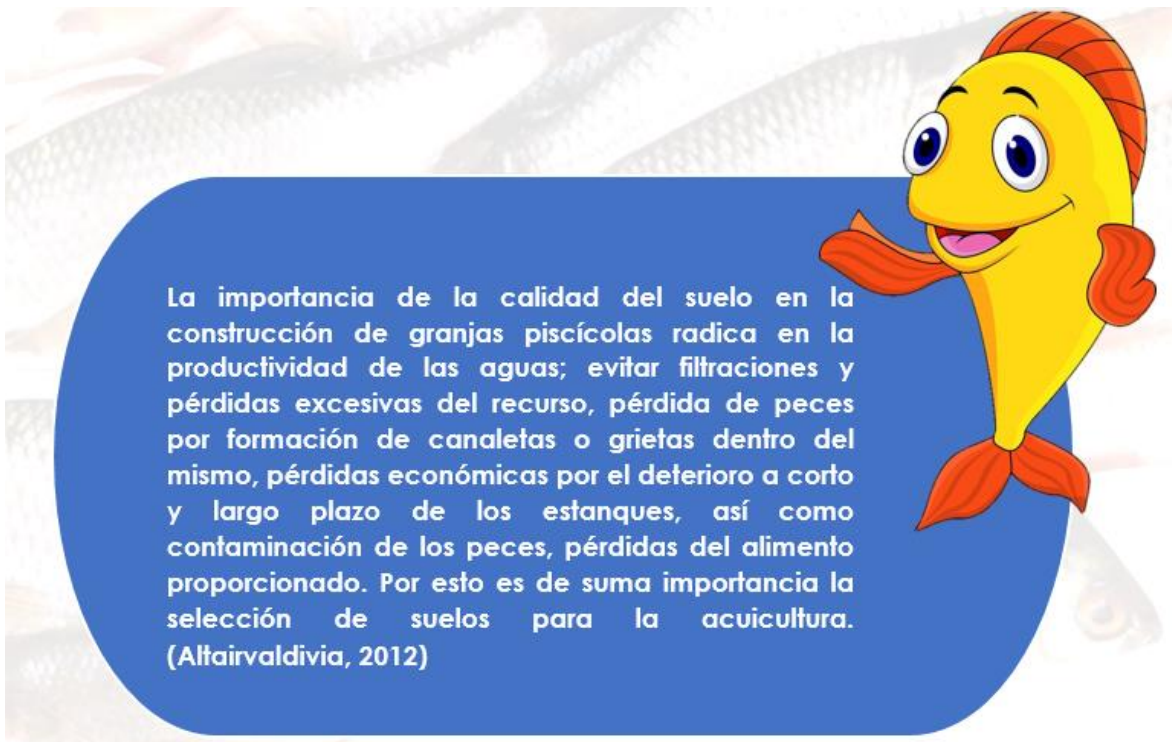 La importancia de la calidad del suelo en la
construcción de granjas piscícolas radica en la
productividad de las aguas; evitar filtraciones y
pérdidas excesivas del recurso, pérdida de peces
por formación de canaletas o grietas dentro del
mismo, pérdidas económicas por el deterioro a corto
y largo plazo de los estanques, así como
contaminación de los peces, pérdidas del alimento
proporcionado. Por esto es de suma importancia la
selección de suelos para la acuicultura.
(Altairvaldivia, 2012)